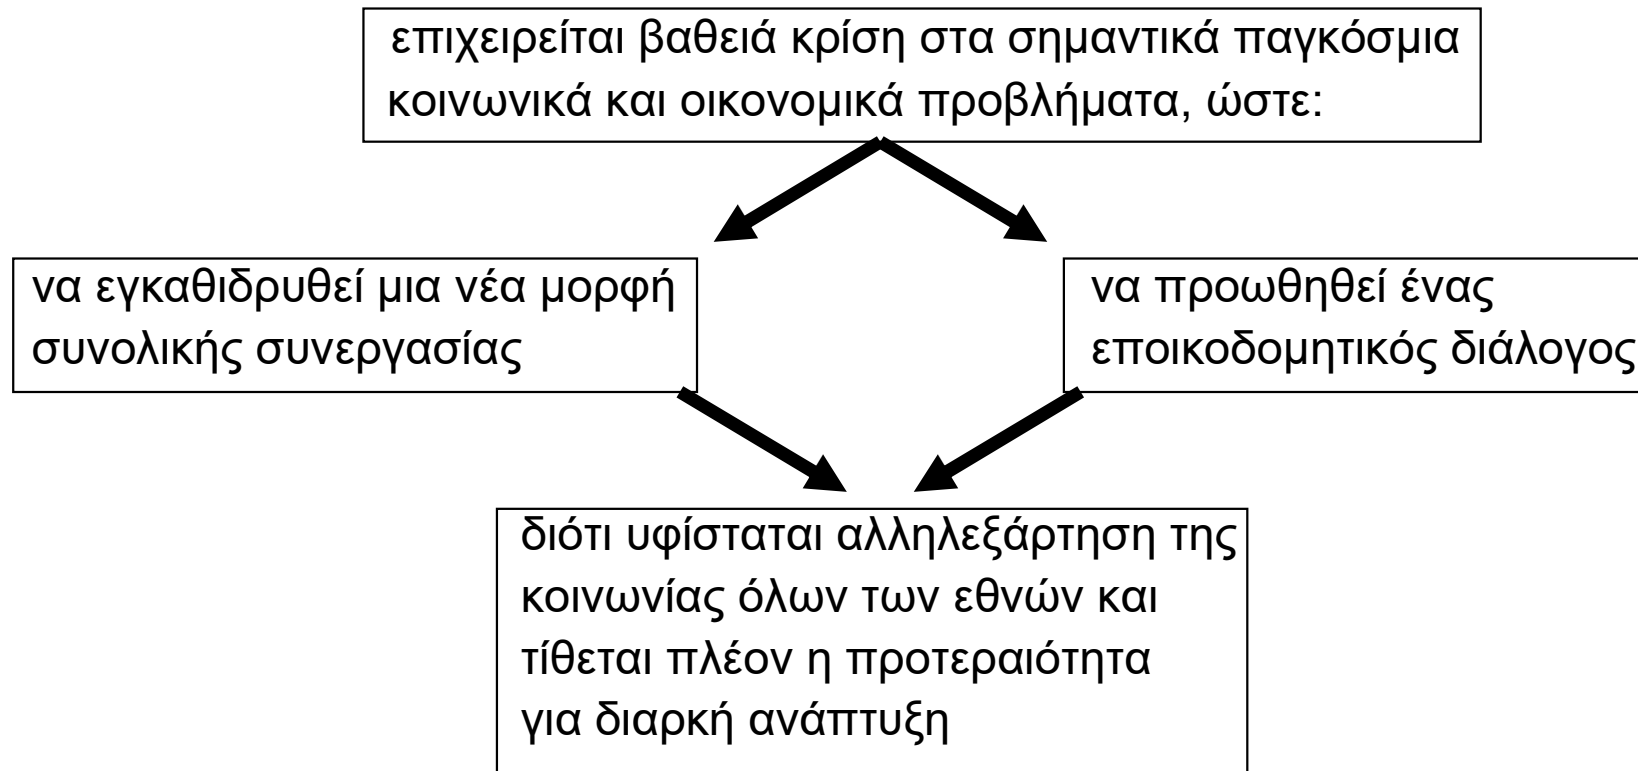 επιχειρείται βαθειά κρίση στα σημαντικά παγκόσμια
κοινωνικά και οικονομικά προβλήματα, ώστε:
να εγκαθιδρυθεί μια νέα μορφή
συνολικής συνεργασίας
να προωθηθεί ένας
εποικοδομητικός διάλογος
διότι υφίσταται αλληλεξάρτηση της
κοινωνίας όλων των εθνών και
τίθεται πλέον η προτεραιότητα
για διαρκή ανάπτυξη